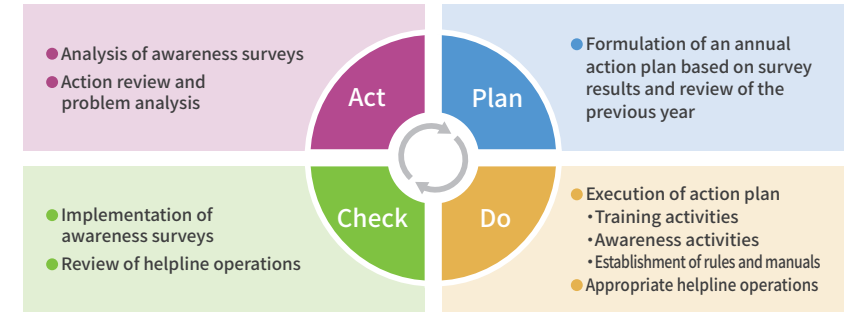 ● Analysis of awareness surveys
● Action review and
problem analysis
Act
Plan
● Formulation of an annual
action plan based on survey
results and review of the
previous year
● Implementation of
awareness surveys
● Review of helpline operations
Check
Do
● Execution of action plan
・Training activities
・Awareness activities
・Establishment of rules and manuals
● Appropriate helpline operations